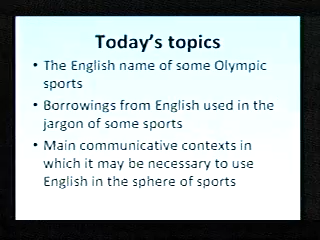 Today's topics
• The English name of some Olympic
sports
• Borrowings from English used in the
jargon of some sports
• Main communicative contexts in
which it may be necessary to use
English in the sphere of sports